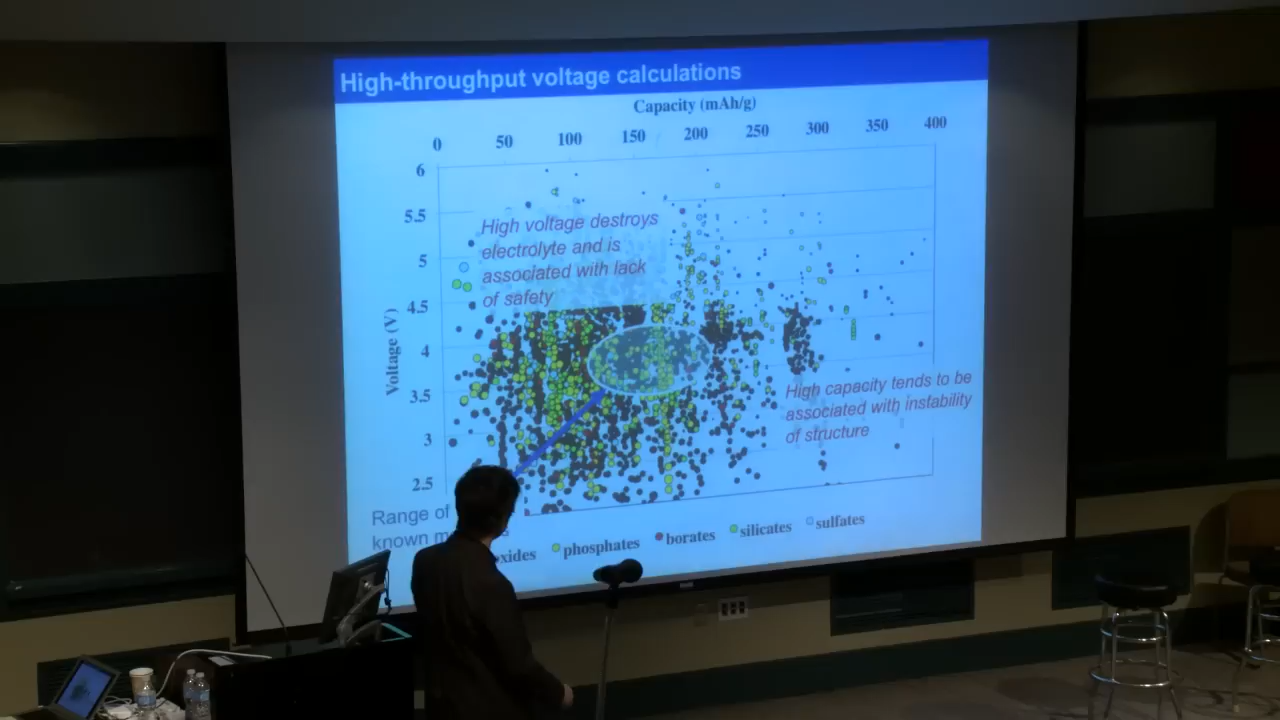 High-throughput voltage calculations
Capacity (mAh/g)
0 50 100 150 200 250 300 350 400
6
5.5
5
4.5
4
3.5
3
2.5
Voltage (V)
High voltage destroys
electrolyte and is
associated with lack
of safety
High capacity tends to be
associated with instability
of structure
Range of
known
xides phosphates borates silicates sulfates